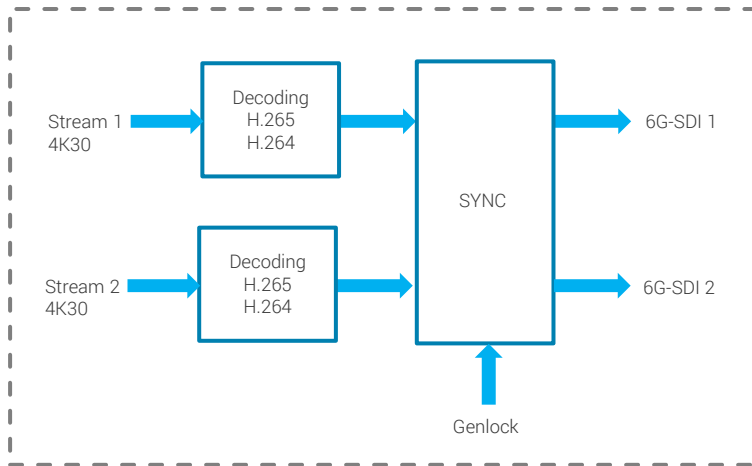 Stream 1
4K30
Decoding
H.265
H.264
SYNC
6G-SDI 1
Stream 2
4K30
Decoding
H.265
H.264
6G-SDI 2
Genlock